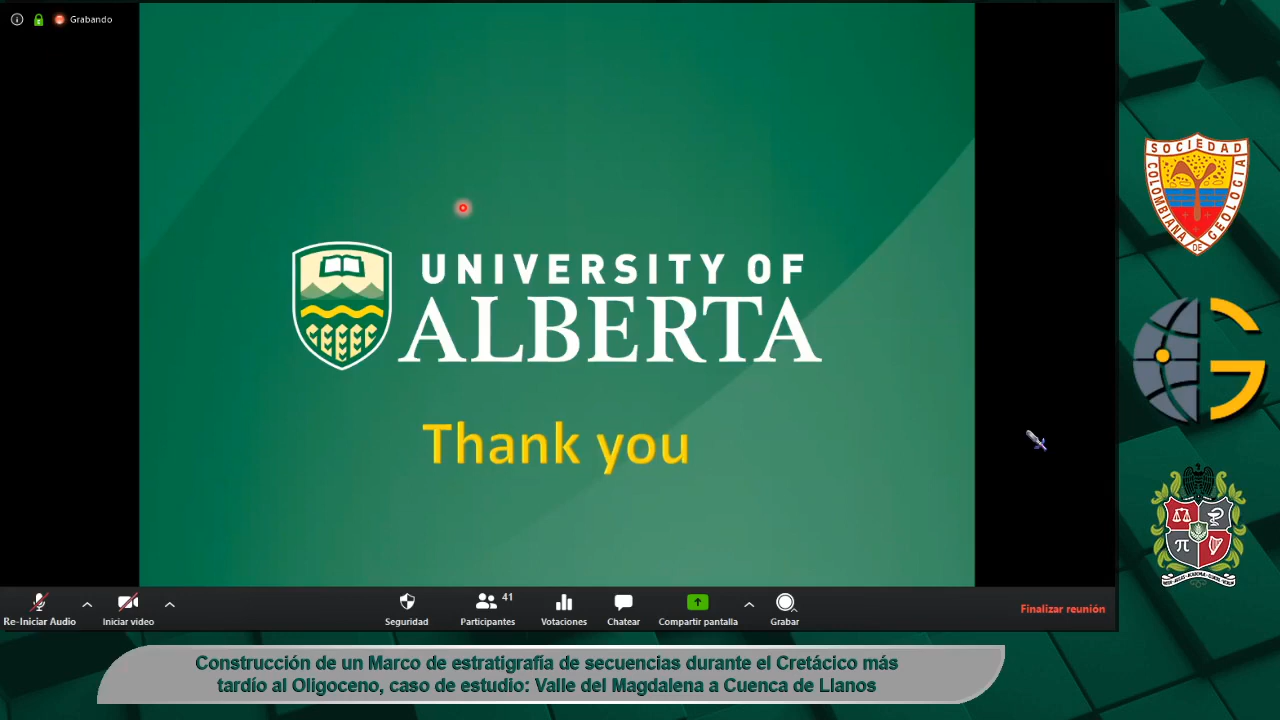 Grabando
UNIVERSITY OF
ALBERTA
Thank you
SOCIEDAD
COLOMBIANA
DE
GEOLOGIA
G
π
41
Re-Iniciar Audio
Iniciar video
Seguridad
Participantes
Votaciones
Chatear
Compartir pantalla
Grabar
Finalizar reunión
Construcción de un Marco de estratigrafía de secuencias durante el Cretácico más
tardío al Oligoceno, caso de estudio: Valle del Magdalena a Cuenca de Llanos